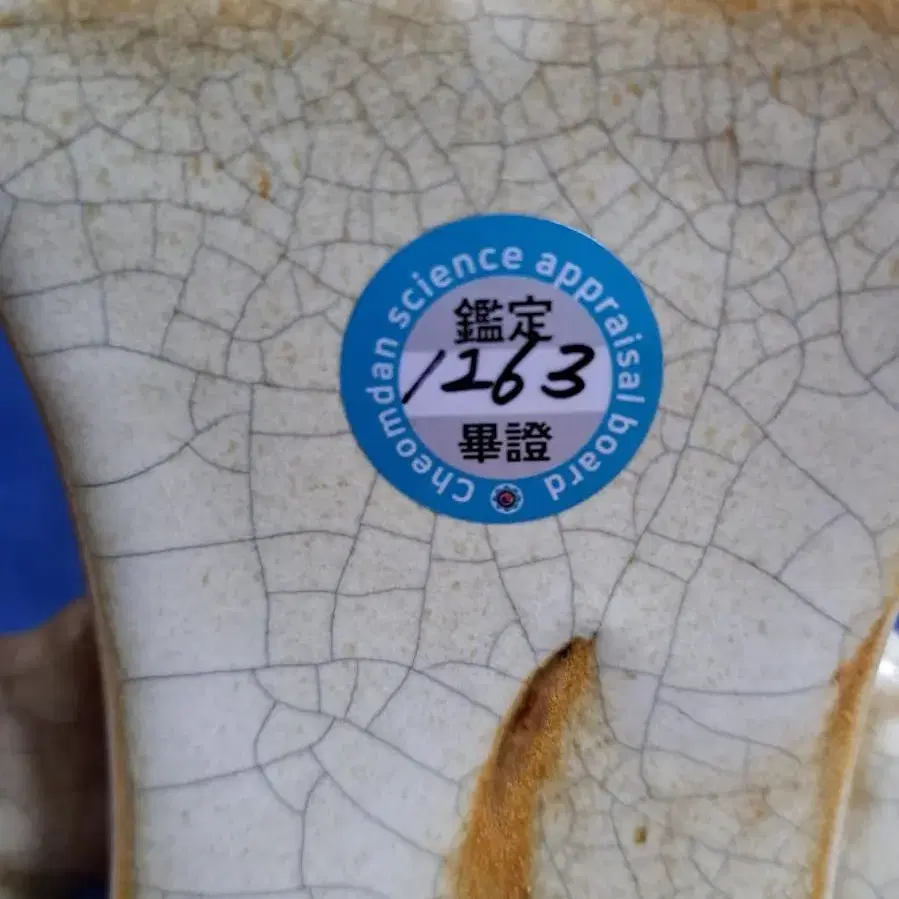 Cheomdan science appraisal board
鑑定
1263
畢證